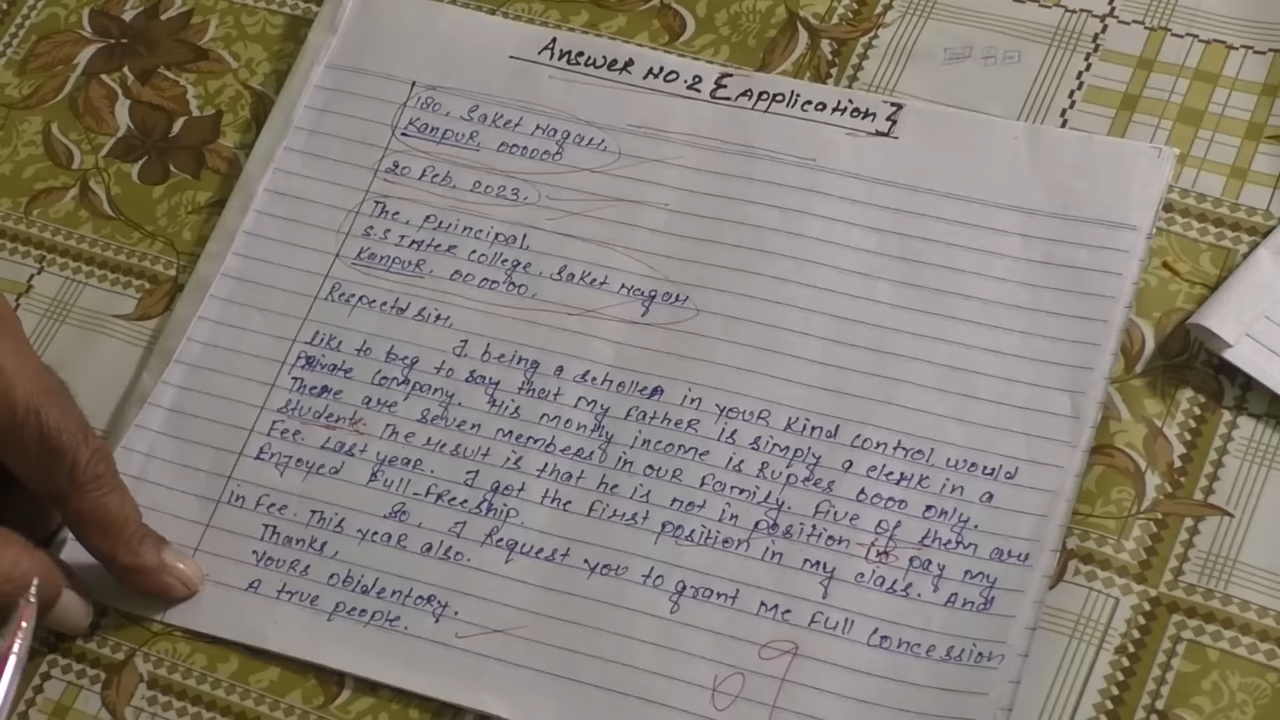 Answer No. 2 { Application }
180, Saket Nagar,
Kanpur, 000000
20 Feb. 2023.
The, principal,
S.S Inter college, Saket Nagar
Kanpur, 000000,
Respectd sir,
I, being a schollen in your kind control, would
like to beg to say that my father is simply a clerk in a
private company. His montly income is Rupees 6000 only.
There are seven members in our family. Five of them are
students. The result is that he is not in position in pay my
Fee. Last year. I got the first position in my class. And
Enjoyed Full-freeship.
So, I Request you to grant me full concession
in Fee. This year also.
Thanks,
yours obidentory.
A true people.
09